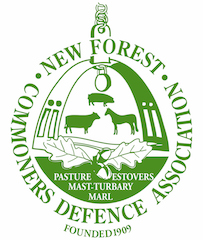 · NEW FOREST ·
COMMONERS DEFENCE ASSOCIATION
PASTURE ESTOVERS
MAST-TURBARY
MARL
FOUNDED 1909